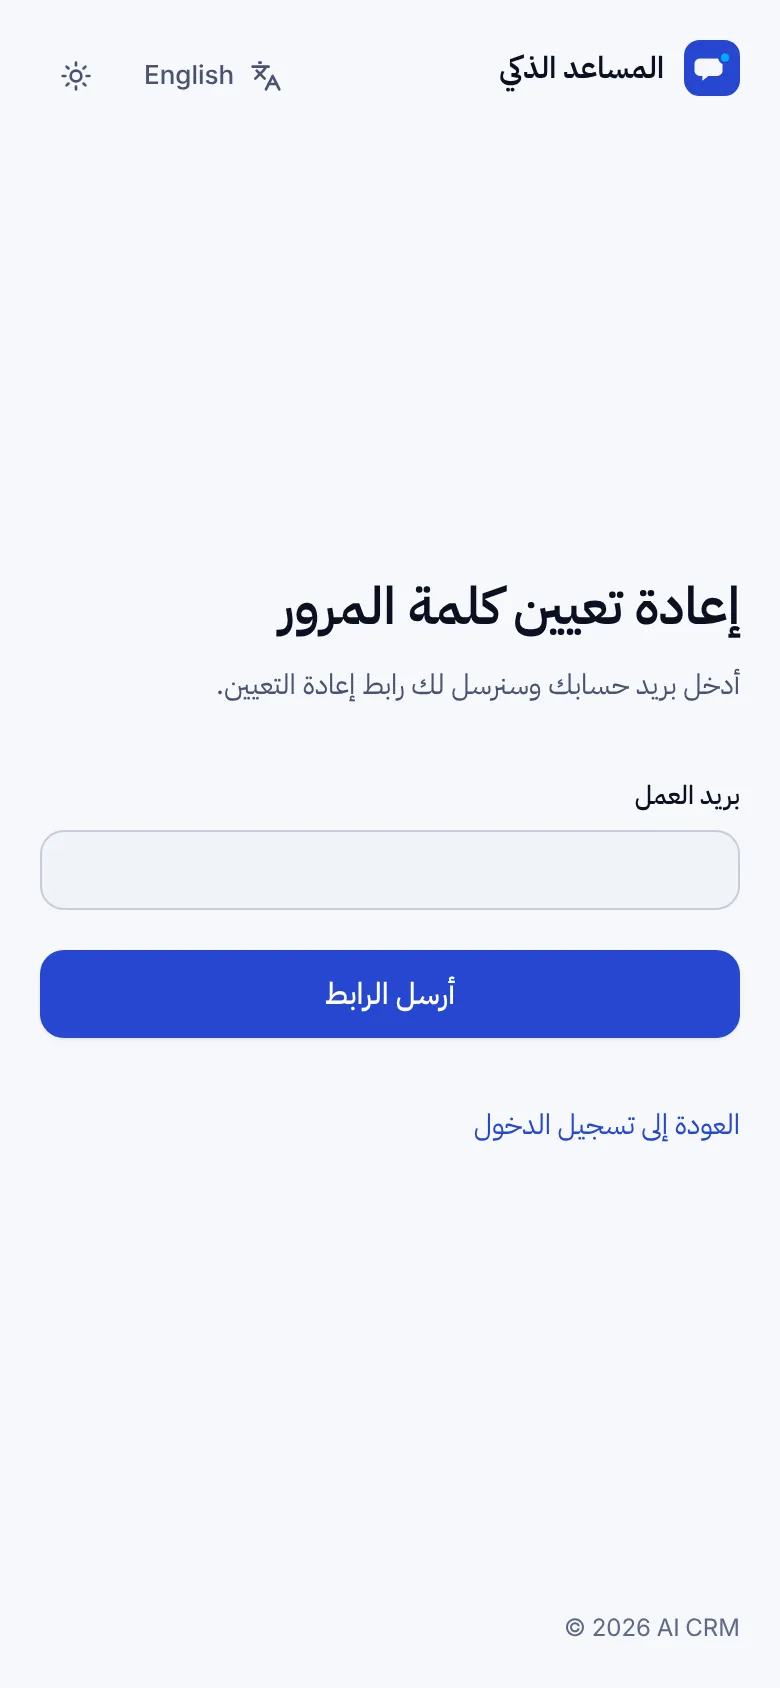 المساعد الذكي
English
إعادة تعيين كلمة المرور
أدخل بريد حسابك وسنرسل لك رابط إعادة التعيين.
بريد العمل
أرسل الرابط
العودة إلى تسجيل الدخول
© 2026 AI CRM